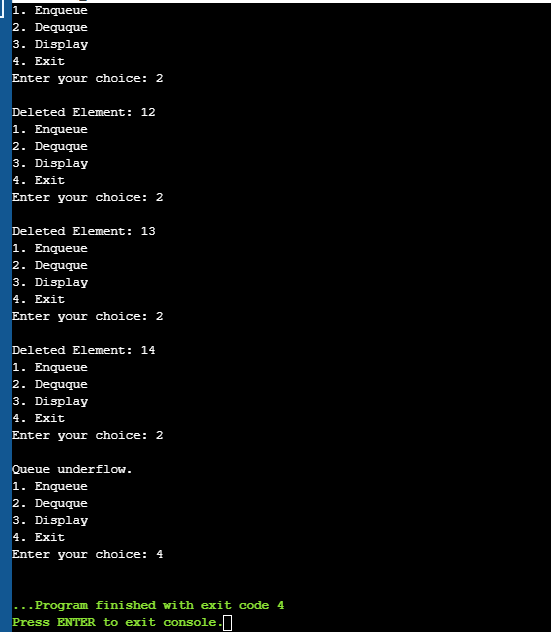 1. Enqueue
2. Dequque
3. Display
4. Exit
Enter your choice: 2
Deleted Element: 12
1. Enqueue
2. Dequque
3. Display
4. Exit
Enter your choice: 2
Deleted Element: 13
1. Enqueue
2. Dequque
3. Display
4. Exit
Enter your choice: 2
Deleted Element: 14
1. Enqueue
2. Dequque
3. Display
4. Exit
Enter your choice: 2
Queue underflow.
1. Enqueue
2. Dequque
3. Display
4. Exit
Enter your choice: 4
...Program finished with exit code 4
Press ENTER to exit console.